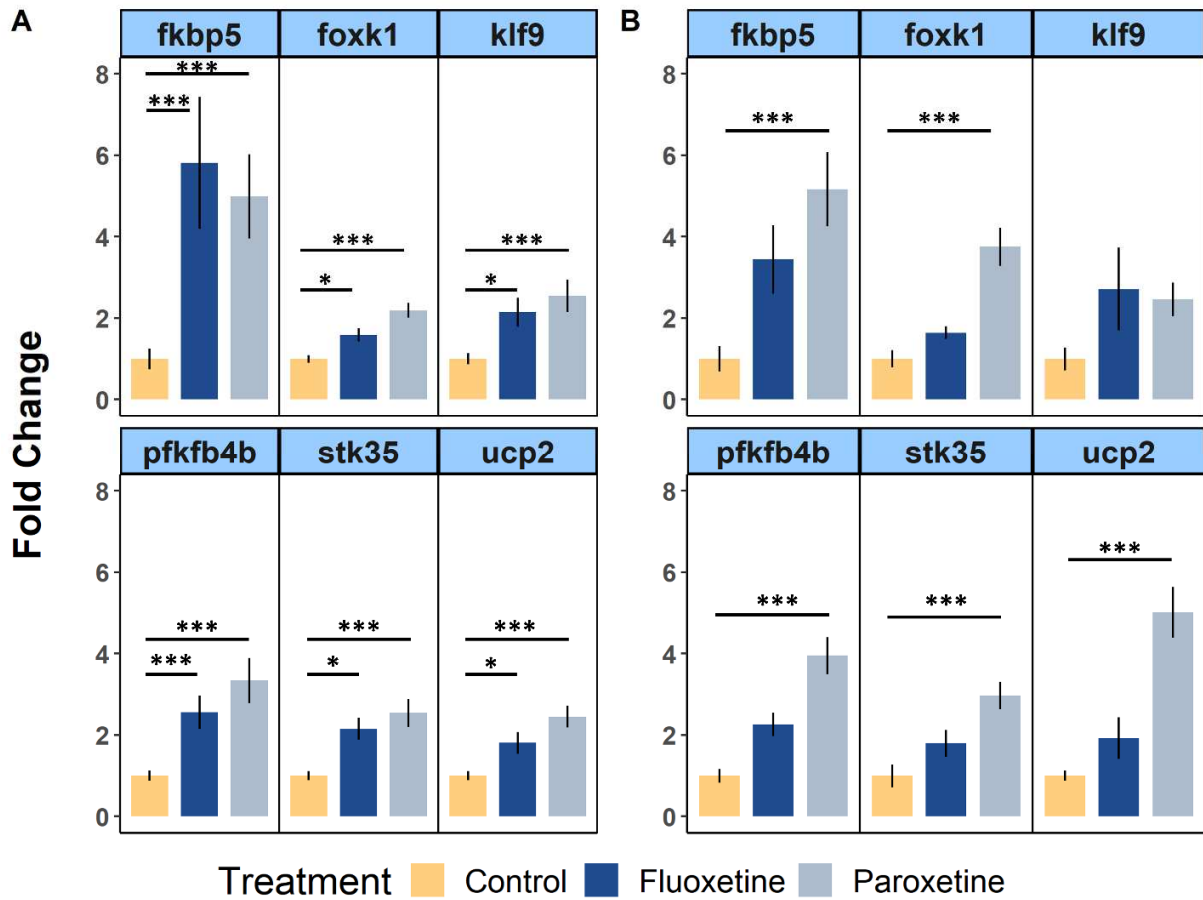 A
B
fkbp5 foxk1 klf9
fkbp5 foxk1 klf9
8
6
4
2
0
*** *** * *** * ***
8
6
4
2
0
*** ***
Fold Change
pfkfb4b stk35 ucp2
pfkfb4b stk35 ucp2
8
6
4
2
0
*** *** *** * *** *
8
6
4
2
0
*** *** ***
Treatment Control Fluoxetine Paroxetine